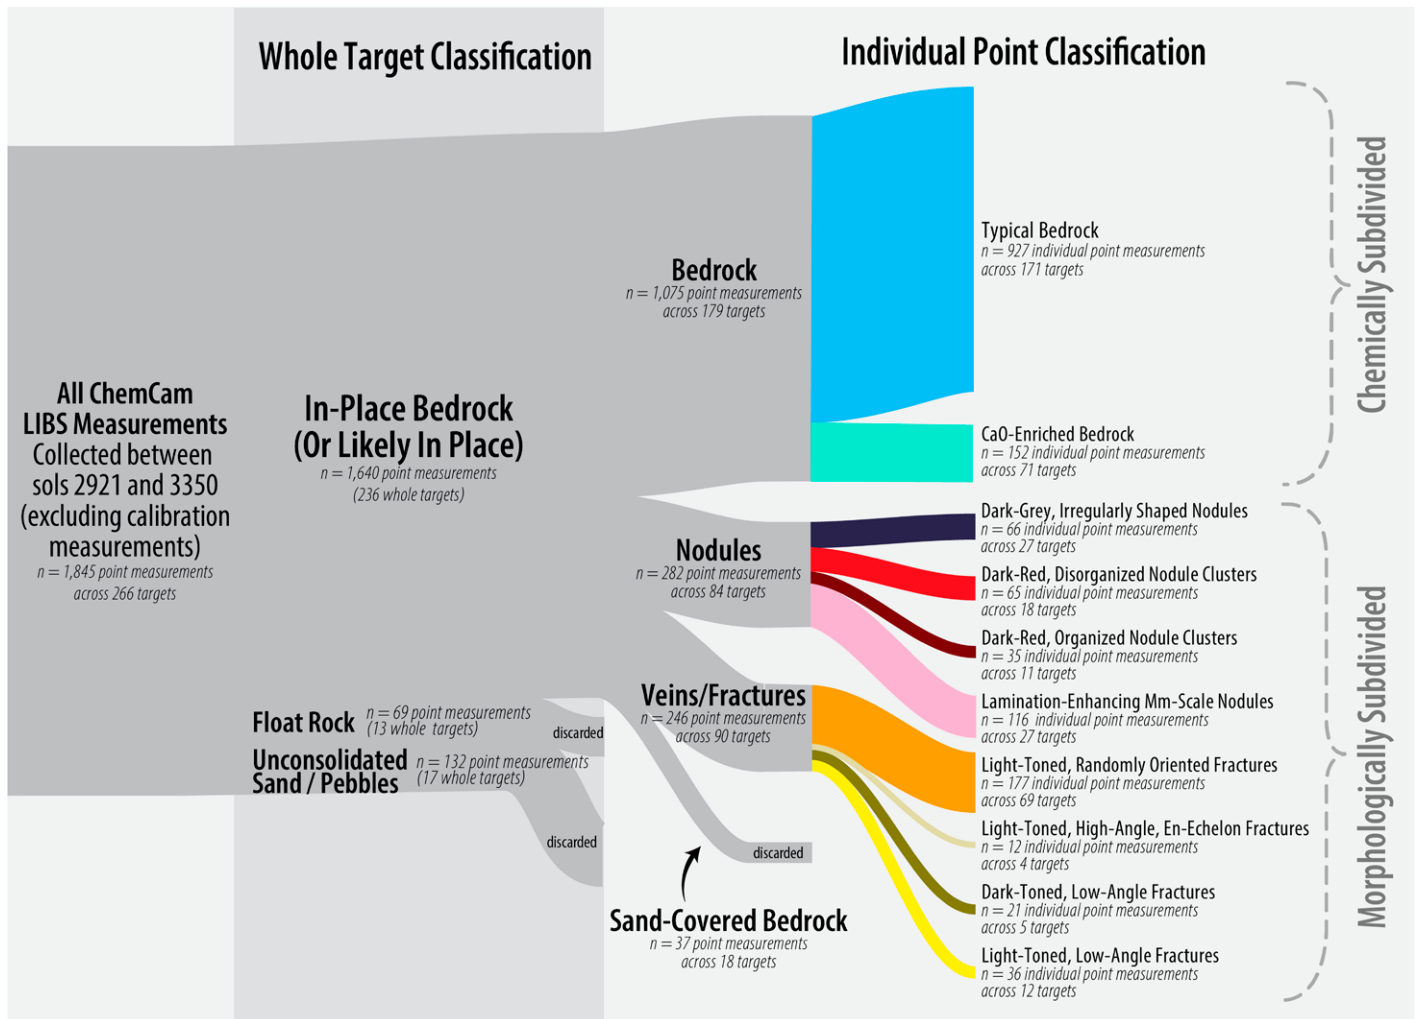 Whole Target Classification
Individual Point Classification
All ChemCam
LIBS Measurements
Collected between
sols 2921 and 3350
(excluding calibration
measurements)
n = 1,845 point measurements
across 266 targets
In-Place Bedrock
(Or Likely In Place)
n = 1,640 point measurements
(236 whole targets)
Float Rock
n = 69 point measurements
(13 whole targets)
discarded
Unconsolidated
Sand / Pebbles
n = 132 point measurements
(17 whole targets)
discarded
Bedrock
n = 1,075 point measurements
across 179 targets
Nodules
n = 282 point measurements
across 84 targets
Veins/Fractures
n = 246 point measurements
across 90 targets
discarded
Sand-Covered Bedrock
n = 37 point measurements
across 18 targets
Typical Bedrock
n = 927 individual point measurements
across 171 targets
CaO-Enriched Bedrock
n = 152 individual point measurements
across 71 targets
Dark-Grey, Irregularly Shaped Nodules
n = 66 individual point measurements
across 27 targets
Dark-Red, Disorganized Nodule Clusters
n = 65 individual point measurements
across 18 targets
Dark-Red, Organized Nodule Clusters
n = 35 individual point measurements
across 11 targets
Lamination-Enhancing Mm-Scale Nodules
n = 116 individual point measurements
across 27 targets
Light-Toned, Randomly Oriented Fractures
n = 177 individual point measurements
across 69 targets
Light-Toned, High-Angle, En-Echelon Fractures
n = 12 individual point measurements
across 4 targets
Dark-Toned, Low-Angle Fractures
n = 21 individual point measurements
across 5 targets
Light-Toned, Low-Angle Fractures
n = 36 individual point measurements
across 12 targets
Chemically Subdivided
Morphologically Subdivided